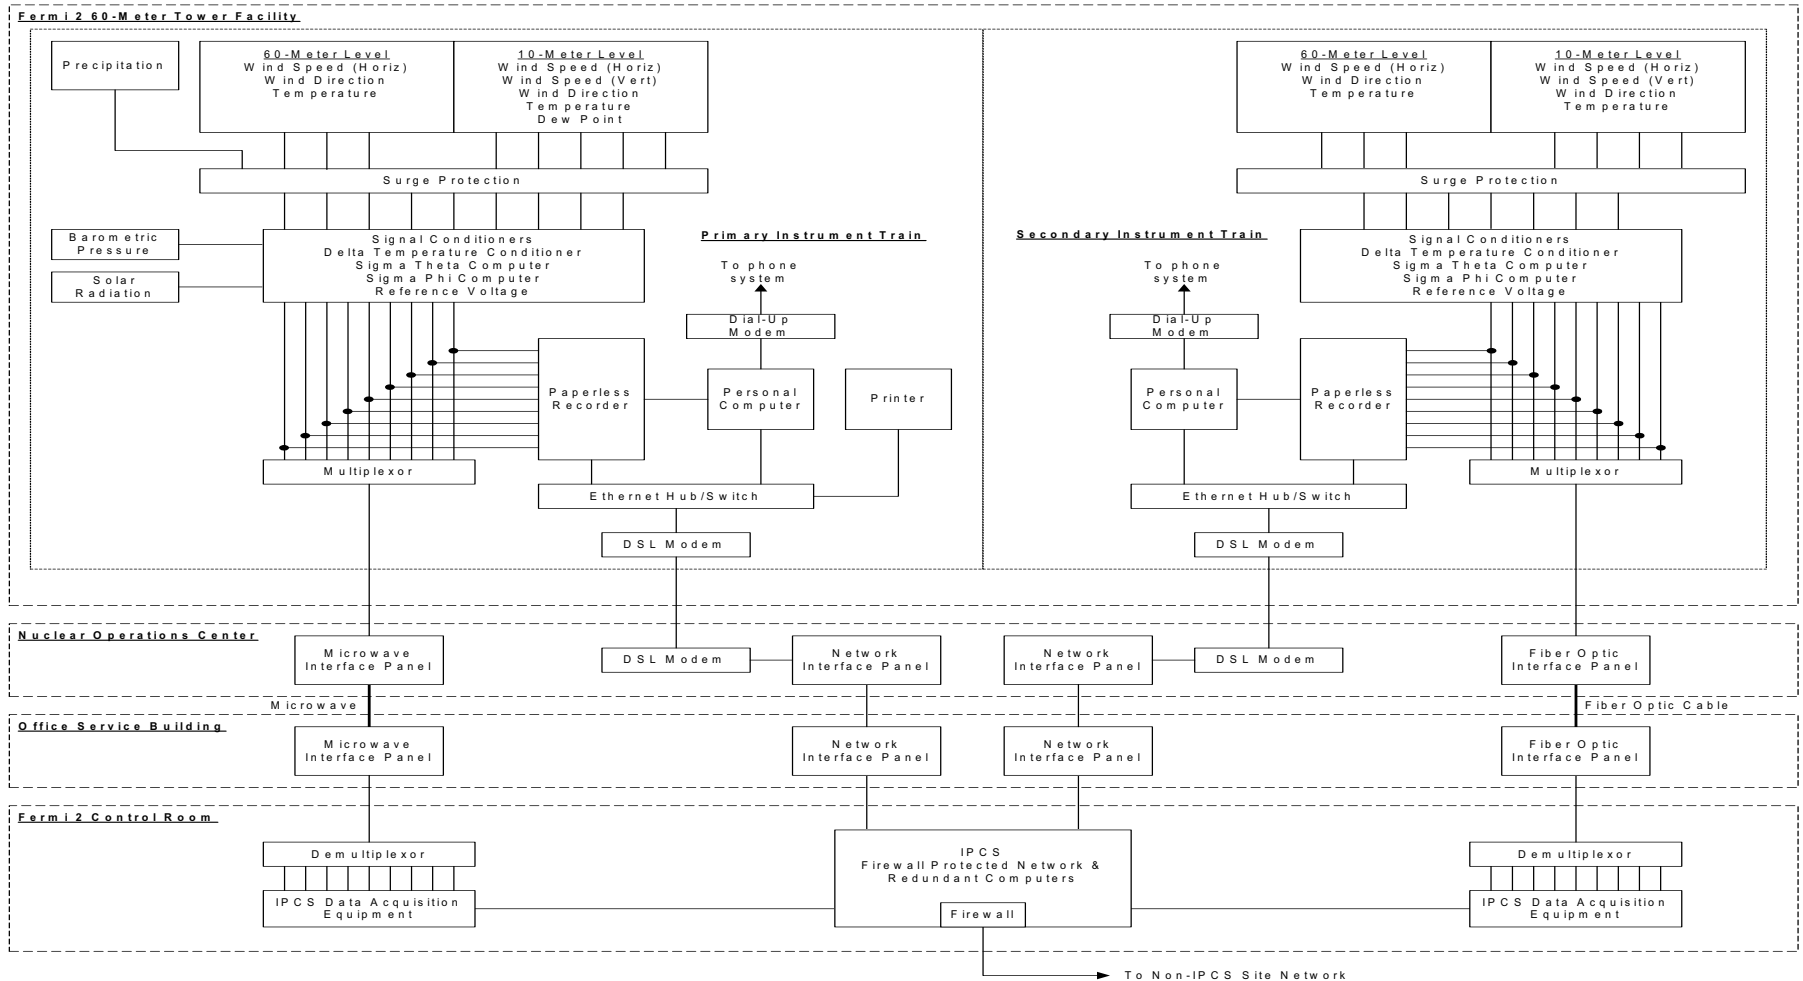 Fermi 2 60-Meter Tower Facility
Precipitation
60-Meter Level
Wind Speed (Horiz)
Wind Direction
Temperature
10-Meter Level
Wind Speed (Horiz)
Wind Speed (Vert)
Wind Direction
Temperature
Dew Point
60-Meter Level
Wind Speed (Horiz)
Wind Direction
Temperature
10-Meter Level
Wind Speed (Horiz)
Wind Speed (Vert)
Wind Direction
Temperature
Surge Protection
Surge Protection
Barometric
Pressure
Solar
Radiation
Signal Conditioners
Delta Temperature Conditioner
Sigma Theta Computer
Sigma Phi Computer
Reference Voltage
Primary Instrument Train
To phone
system
Dial-Up
Modem
Paperless
Recorder
Personal
Computer
Printer
Multiplexor
Ethernet Hub/Switch
DSL Modem
Secondary Instrument Train
To phone
system
Dial-Up
Modem
Personal
Computer
Paperless
Recorder
Signal Conditioners
Delta Temperature Conditioner
Sigma Theta Computer
Sigma Phi Computer
Reference Voltage
Multiplexor
Ethernet Hub/Switch
DSL Modem
Nuclear Operations Center
Microwave
Interface Panel
DSL Modem
Network
Interface Panel
Network
Interface Panel
DSL Modem
Fiber Optic
Interface Panel
Microwave
Fiber Optic Cable
Office Service Building
Microwave
Interface Panel
Network
Interface Panel
Network
Interface Panel
Fiber Optic
Interface Panel
Fermi 2 Control Room
Demultiplexor
IPCS Data Acquisition
Equipment
IPCS
Firewall Protected Network &
Redundant Computers
Firewall
Demultiplexor
IPCS Data Acquisition
Equipment
To Non-IPCS Site Network